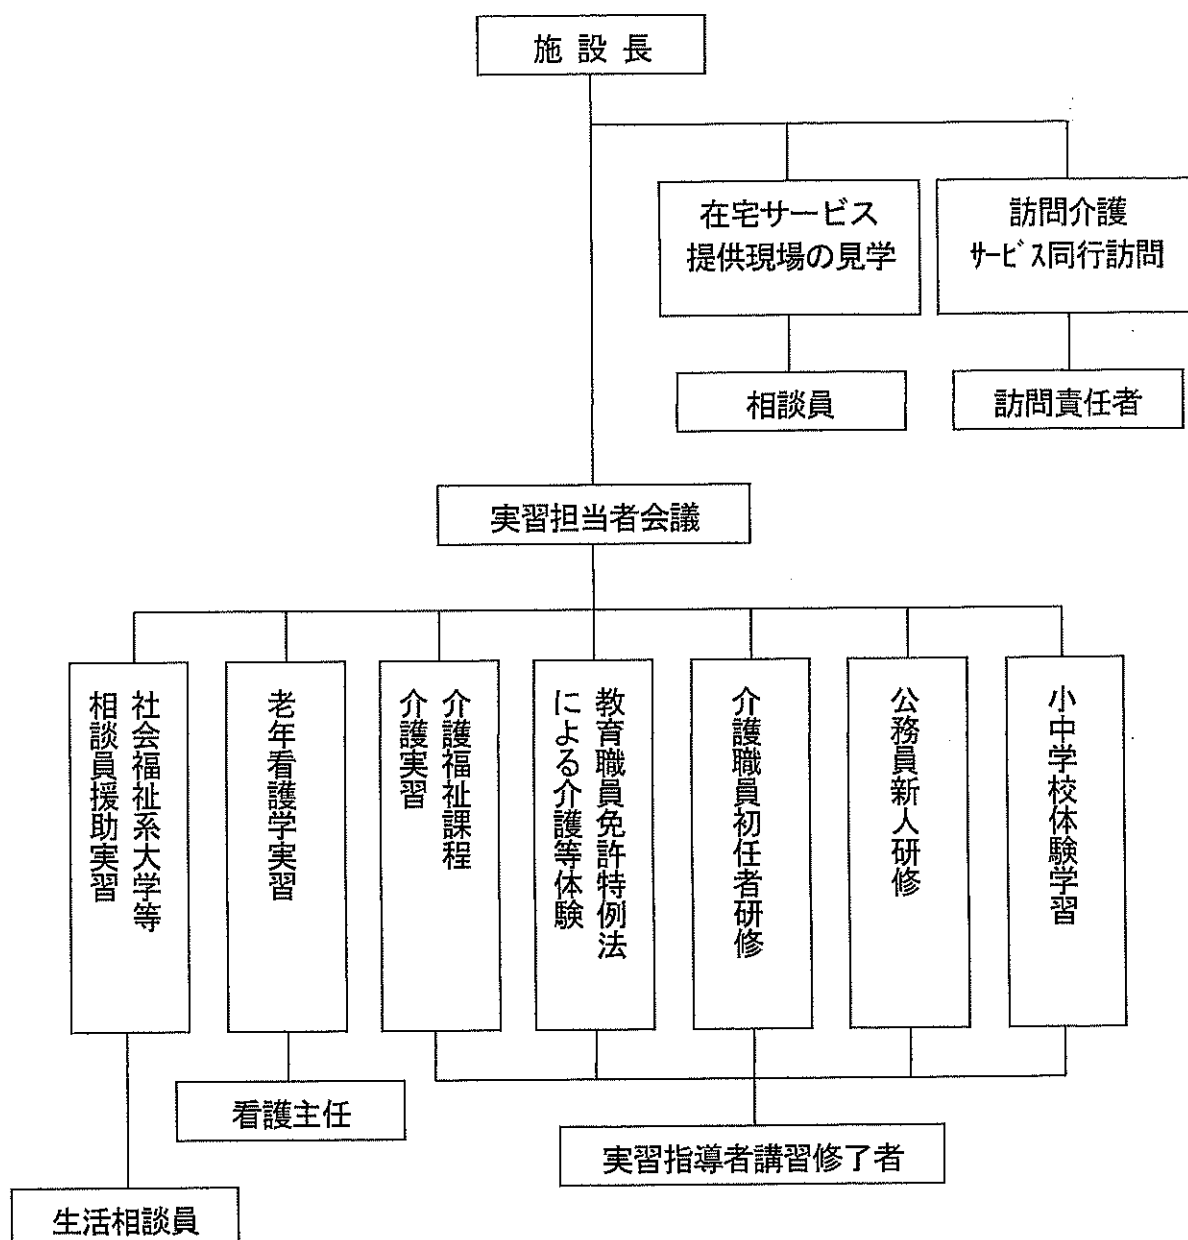 施設長
在宅サービス
提供現場の見学
訪問介護
ｻｰﾋﾞｽ同行訪問
相談員
訪問責任者
実習担当者会議
社会福祉系大学等
相談員援助実習
老年看護学実習
介護福祉課程
介護実習
教育職員免許特例法
による介護等体験
介護職員初任者研修
公務員新人研修
小中学校体験学習
看護主任
実習指導者講習修了者
生活相談員